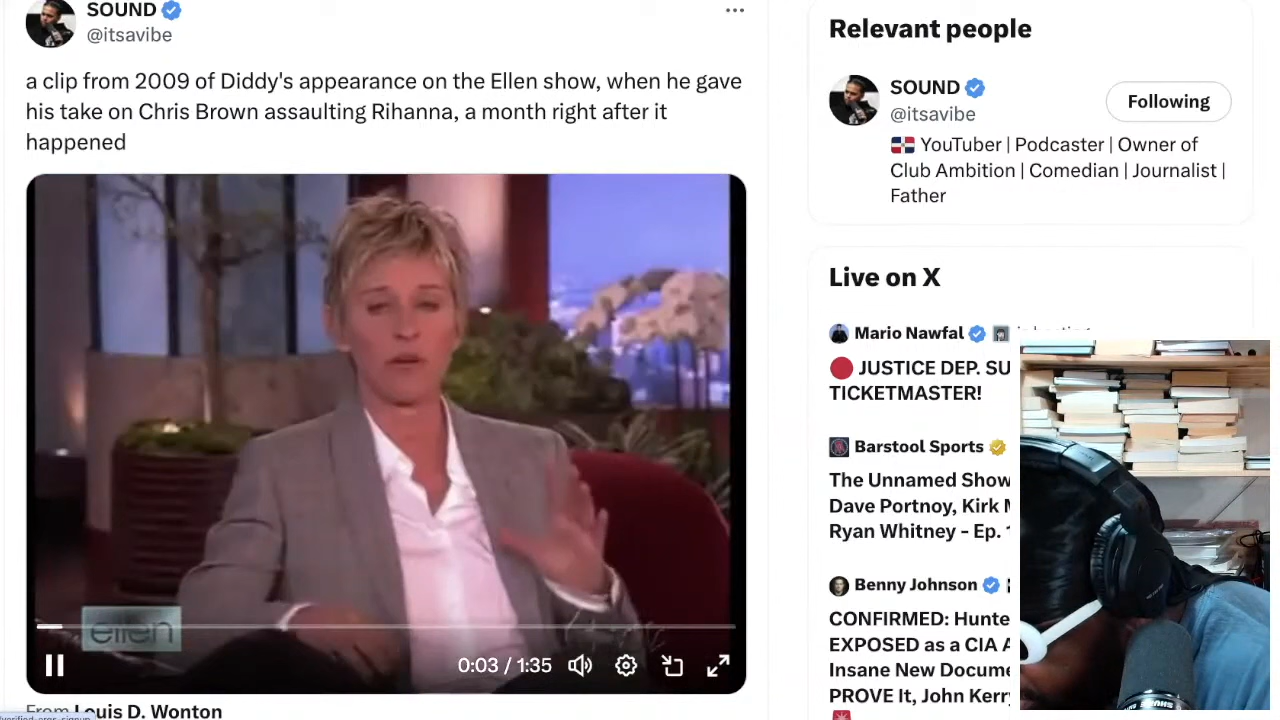 SOUND
@itsavibe
a clip from 2009 of Diddy's appearance on the Ellen show, when he gave
his take on Chris Brown assaulting Rihanna, a month right after it
happened
ellen
0:03 / 1:35
From Louis D. Wonton
Relevant people
SOUND
@itsavibe
Following
YouTuber | Podcaster | Owner of
Club Ambition | Comedian | Journalist |
Father
Live on X
Mario Nawfal
JUSTICE DEP. SU
TICKETMASTER!
Barstool Sports
The Unnamed Show
Dave Portnoy, Kirk M
Ryan Whitney - Ep. 1
Benny Johnson
CONFIRMED: Hunte
EXPOSED as a CIA A
Insane New Docume
PROVE It, John Kerr